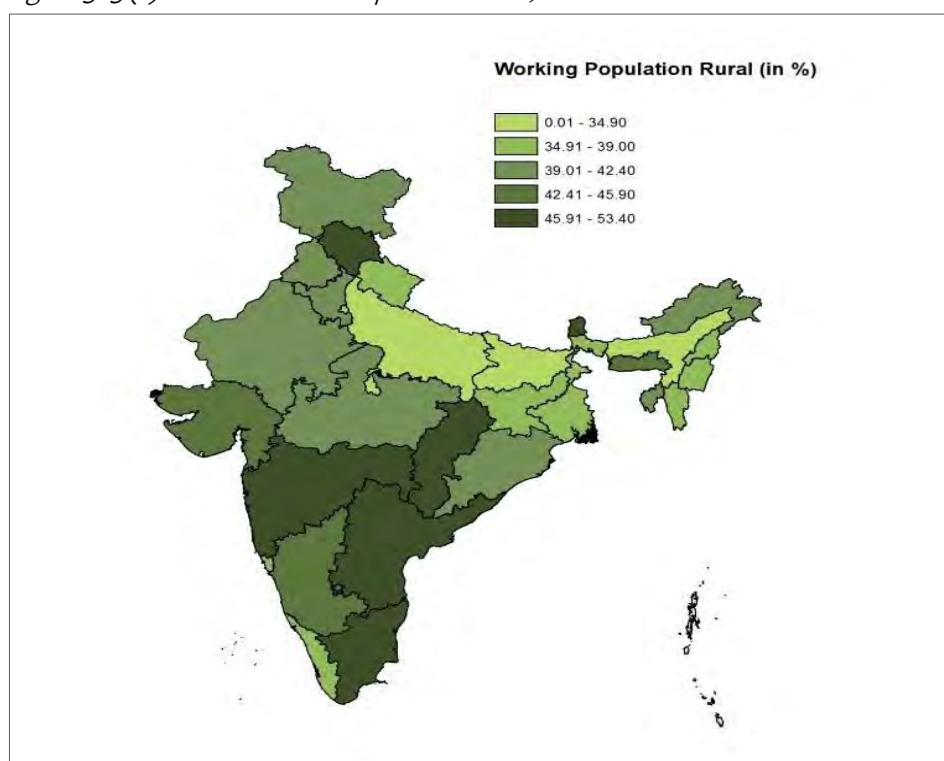 Working Population Rural (in %)
0.01 - 34.90
34.91 - 39.00
39.01 - 42.40
42.41 - 45.90
45.91 - 53.40